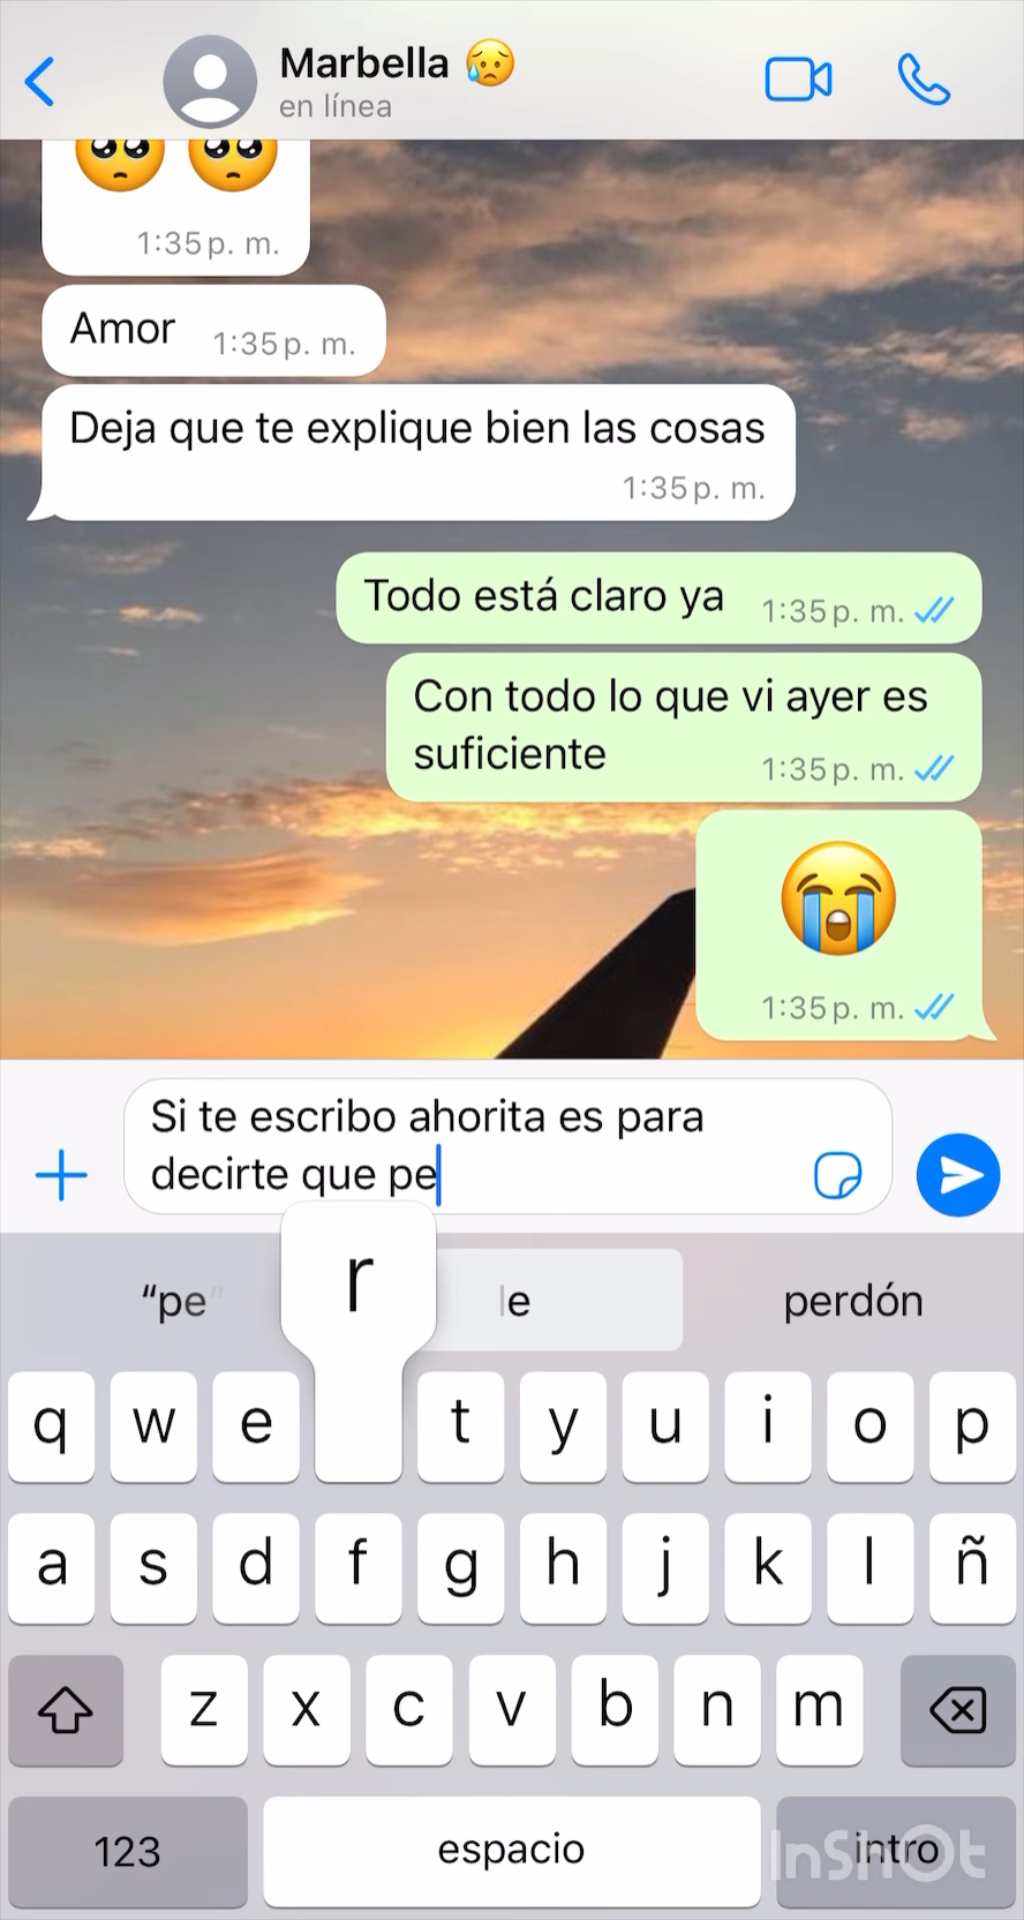 Marbella 😥
en línea
🥺 🥺
1:35 p. m.
Amor 1:35 p. m.
Deja que te explique bien las cosas
1:35 p. m.
Todo está claro ya 1:35 p. m.
Con todo lo que vi ayer es
suficiente 1:35 p. m.
😭
1:35 p. m.
Si te escribo ahorita es para
decirte que pe
“pe” r le perdón
q w e t y u i o p
a s d f g h j k l ñ
z x c v b n m
123 espacio intro
InShOt